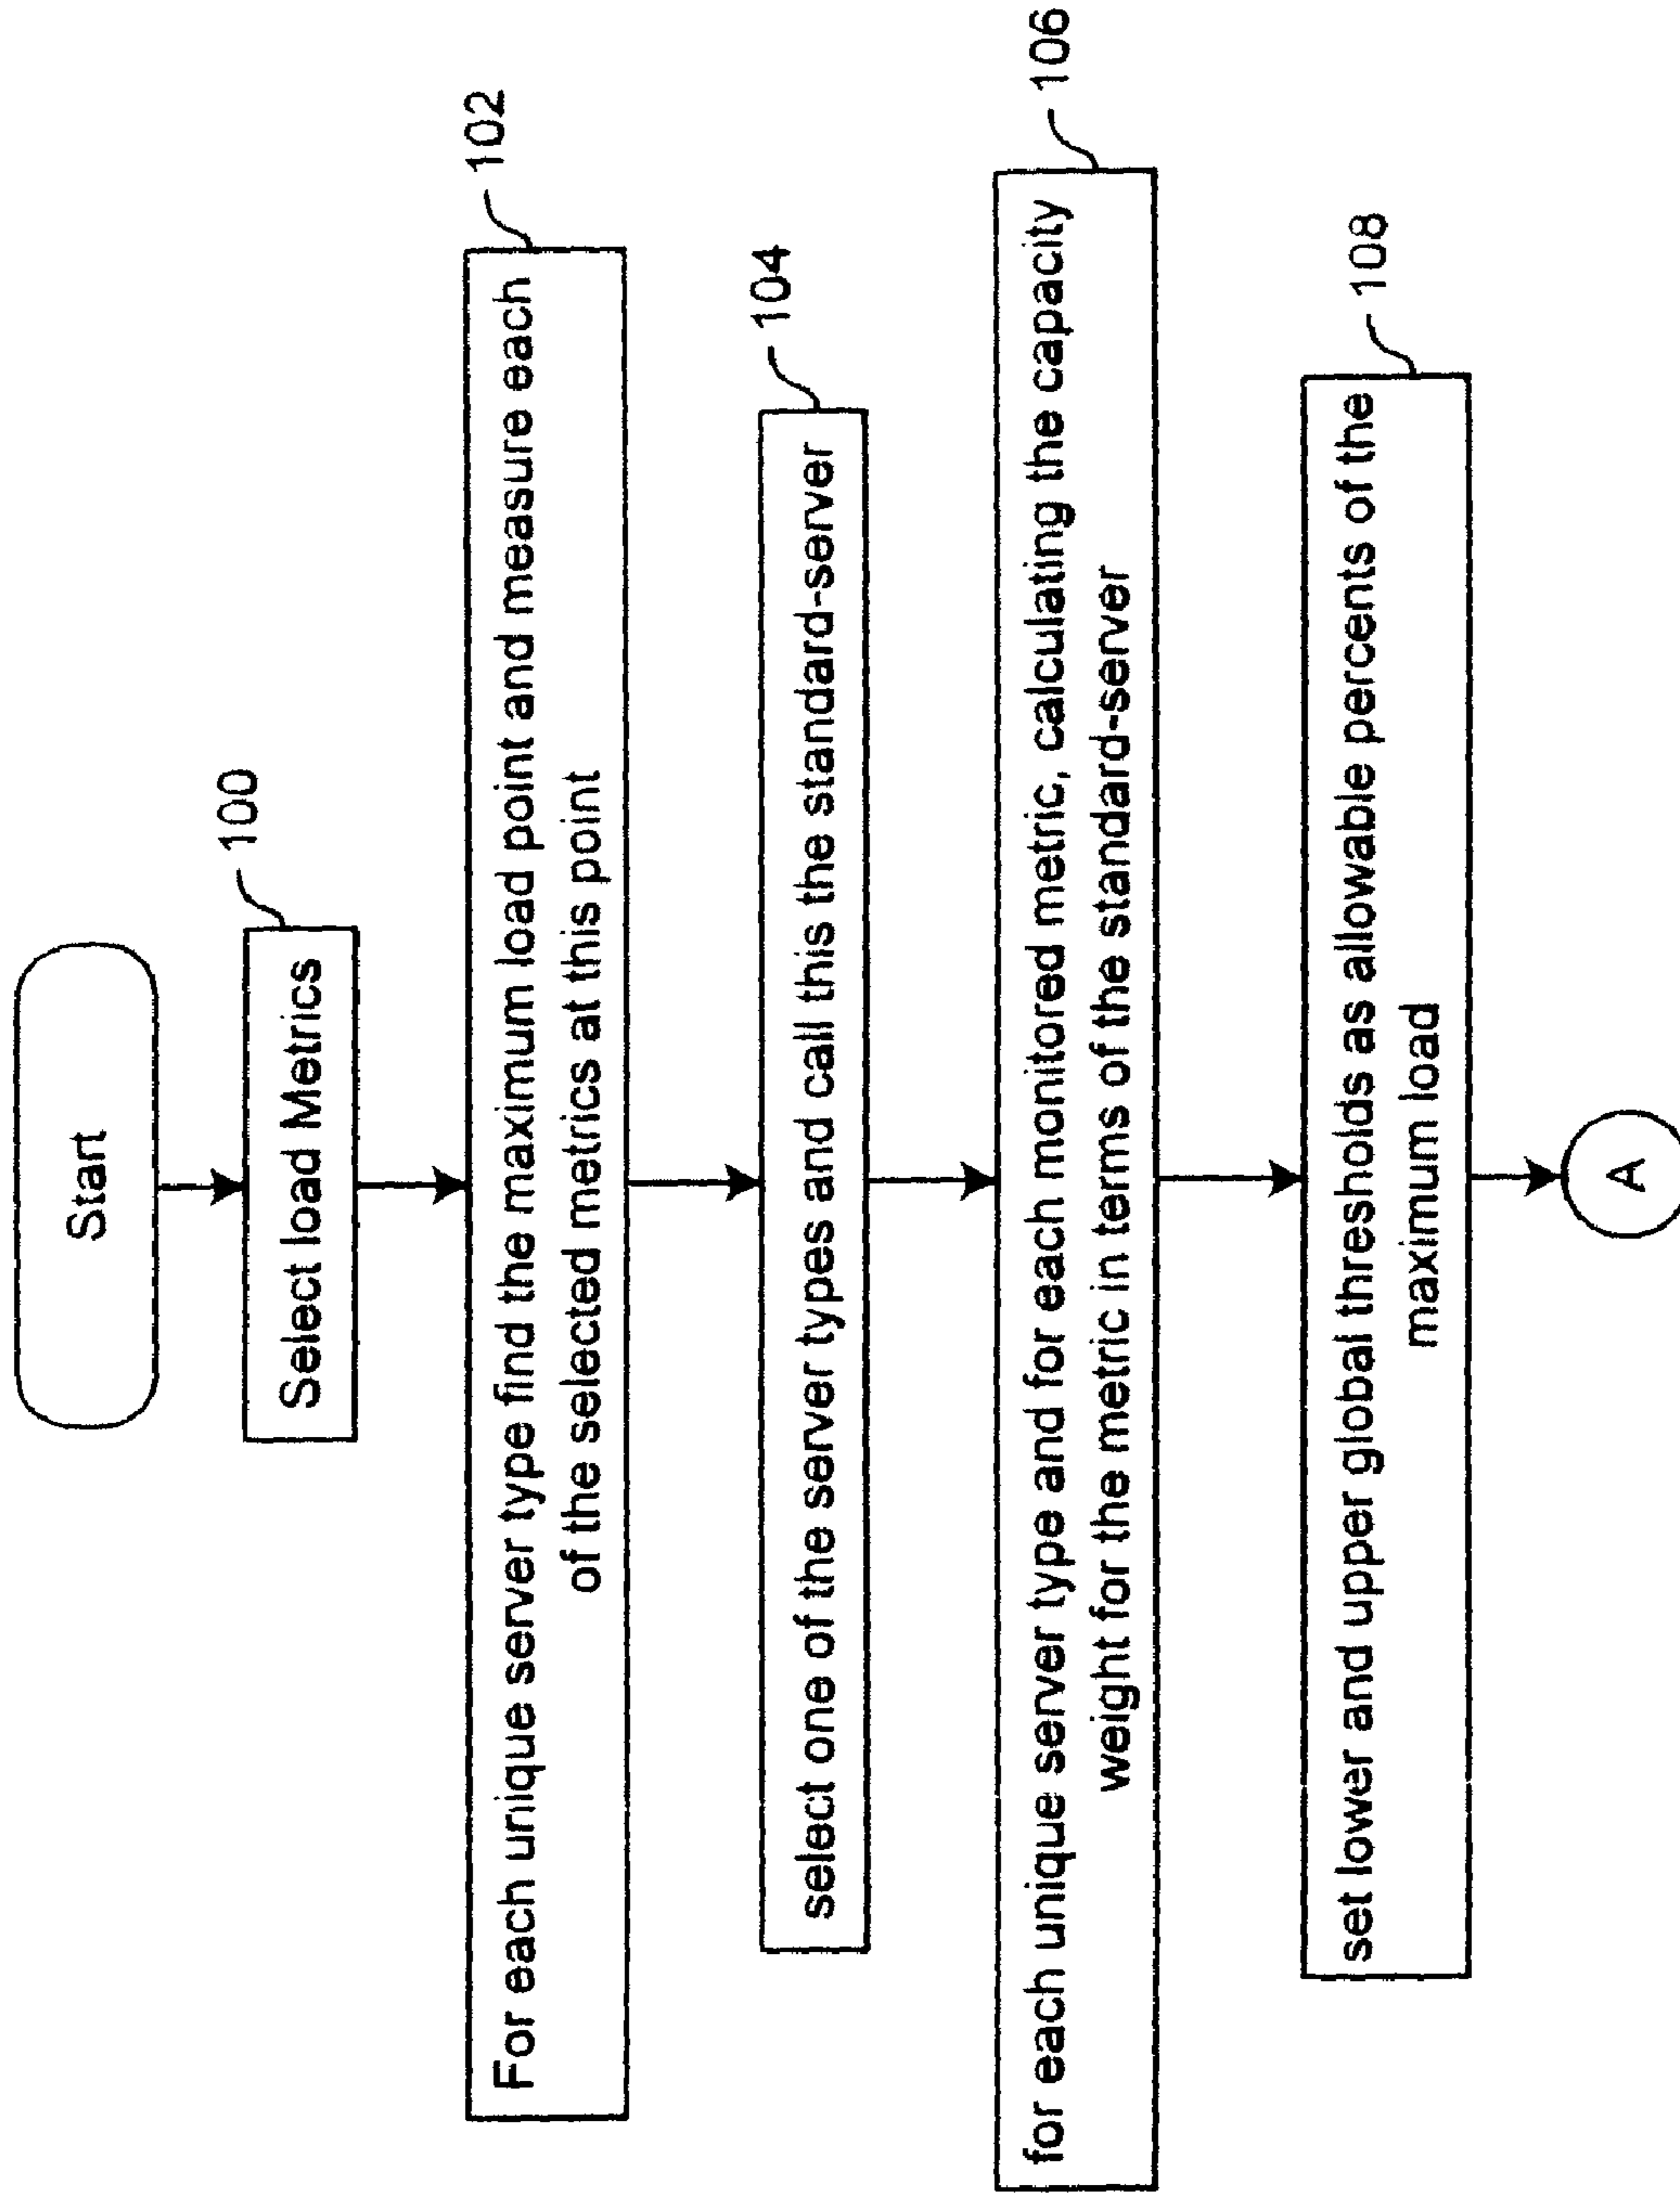 Start
100
Select load Metrics
102
For each unique server type find the maximum load point and measure each
of the selected metrics at this point
104
select one of the server types and call this the standard-server
106
for each unique server type and for each monitored metric, calculating the capacity
weight for the metric in terms of the standard-server
108
set lower and upper global thresholds as allowable percents of the
maximum load
A